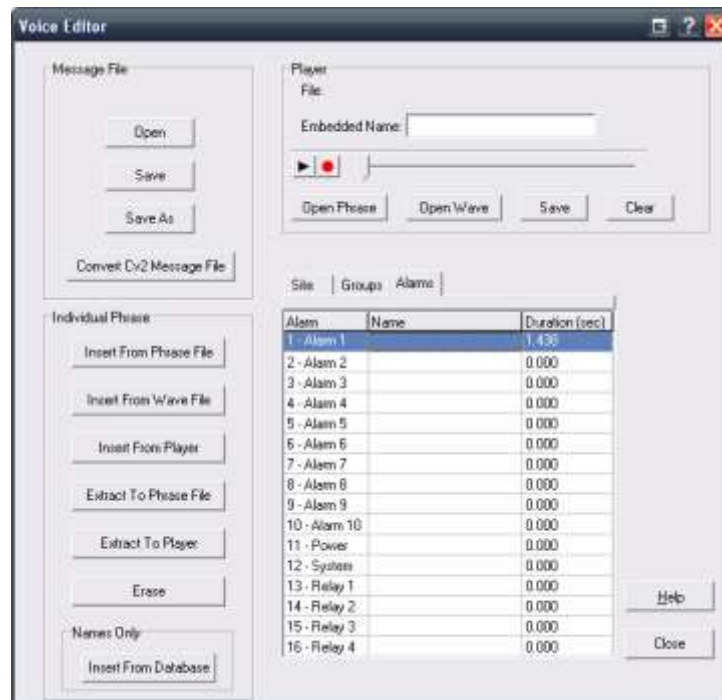 Voice Editor
Message File
Open
Save
Save As
Convert Cv2 Message File
Individual Phrase
Insert From Phrase File
Insert From Wave File
Insert From Player
Extract To Phrase File
Extract To Player
Erase
Names Only
Insert From Database
Player
File:
Embedded Name:
Open Phrase Open Wave Save Clear
Site Groups Alarms
Alarm Name Duration (sec)
1 - Alarm 1 1.436
2 - Alarm 2 0.000
3 - Alarm 3 0.000
4 - Alarm 4 0.000
5 - Alarm 5 0.000
6 - Alarm 6 0.000
7 - Alarm 7 0.000
8 - Alarm 8 0.000
9 - Alarm 9 0.000
10 - Alarm 10 0.000
11 - Power 0.000
12 - System 0.000
13 - Relay 1 0.000
14 - Relay 2 0.000
15 - Relay 3 0.000
16 - Relay 4 0.000
Help
Close